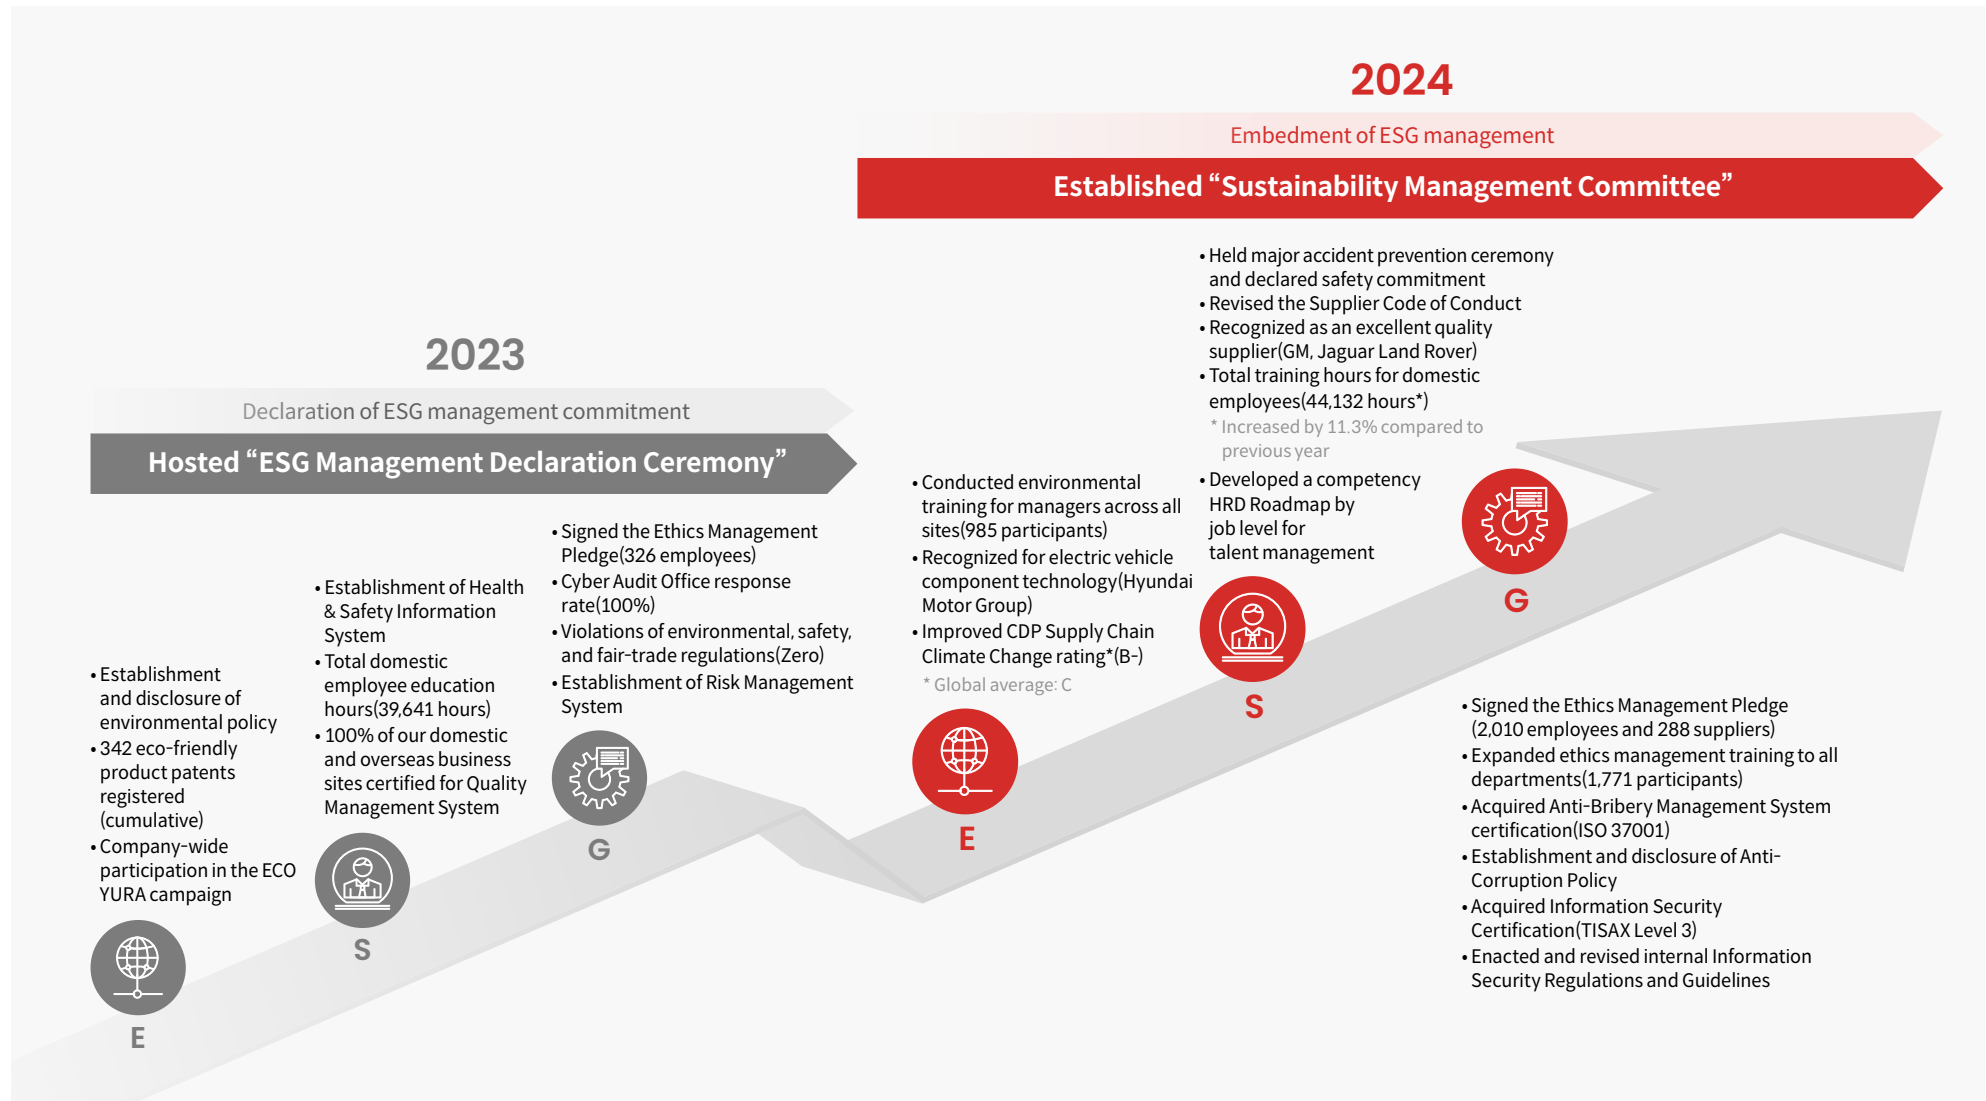 2023
Declaration of ESG management commitment
Hosted “ESG Management Declaration Ceremony”
• Establishment
and disclosure of
environmental policy
• 342 eco-friendly
product patents
registered
(cumulative)
• Company-wide
participation in the ECO
YURA campaign
E
• Establishment of Health
& Safety Information
System
• Total domestic
employee education
hours(39,641 hours)
• 100% of our domestic
and overseas business
sites certified for Quality
Management System
S
• Signed the Ethics Management
Pledge(326 employees)
• Cyber Audit Office response
rate(100%)
• Violations of environmental, safety,
and fair-trade regulations(Zero)
• Establishment of Risk Management
System
G
2024
Embedment of ESG management
Established “Sustainability Management Committee”
• Conducted environmental
training for managers across all
sites(985 participants)
• Recognized for electric vehicle
component technology(Hyundai
Motor Group)
• Improved CDP Supply Chain
Climate Change rating*(B-)
* Global average: C
E
• Held major accident prevention ceremony
and declared safety commitment
• Revised the Supplier Code of Conduct
• Recognized as an excellent quality
supplier(GM, Jaguar Land Rover)
• Total training hours for domestic
employees(44,132 hours*)
* Increased by 11.3% compared to
previous year
• Developed a competency
HRD Roadmap by
job level for
talent management
S
G
• Signed the Ethics Management Pledge
(2,010 employees and 288 suppliers)
• Expanded ethics management training to all
departments(1,771 participants)
• Acquired Anti-Bribery Management System
certification(ISO 37001)
• Establishment and disclosure of Anti-
Corruption Policy
• Acquired Information Security
Certification(TISAX Level 3)
• Enacted and revised internal Information
Security Regulations and Guidelines